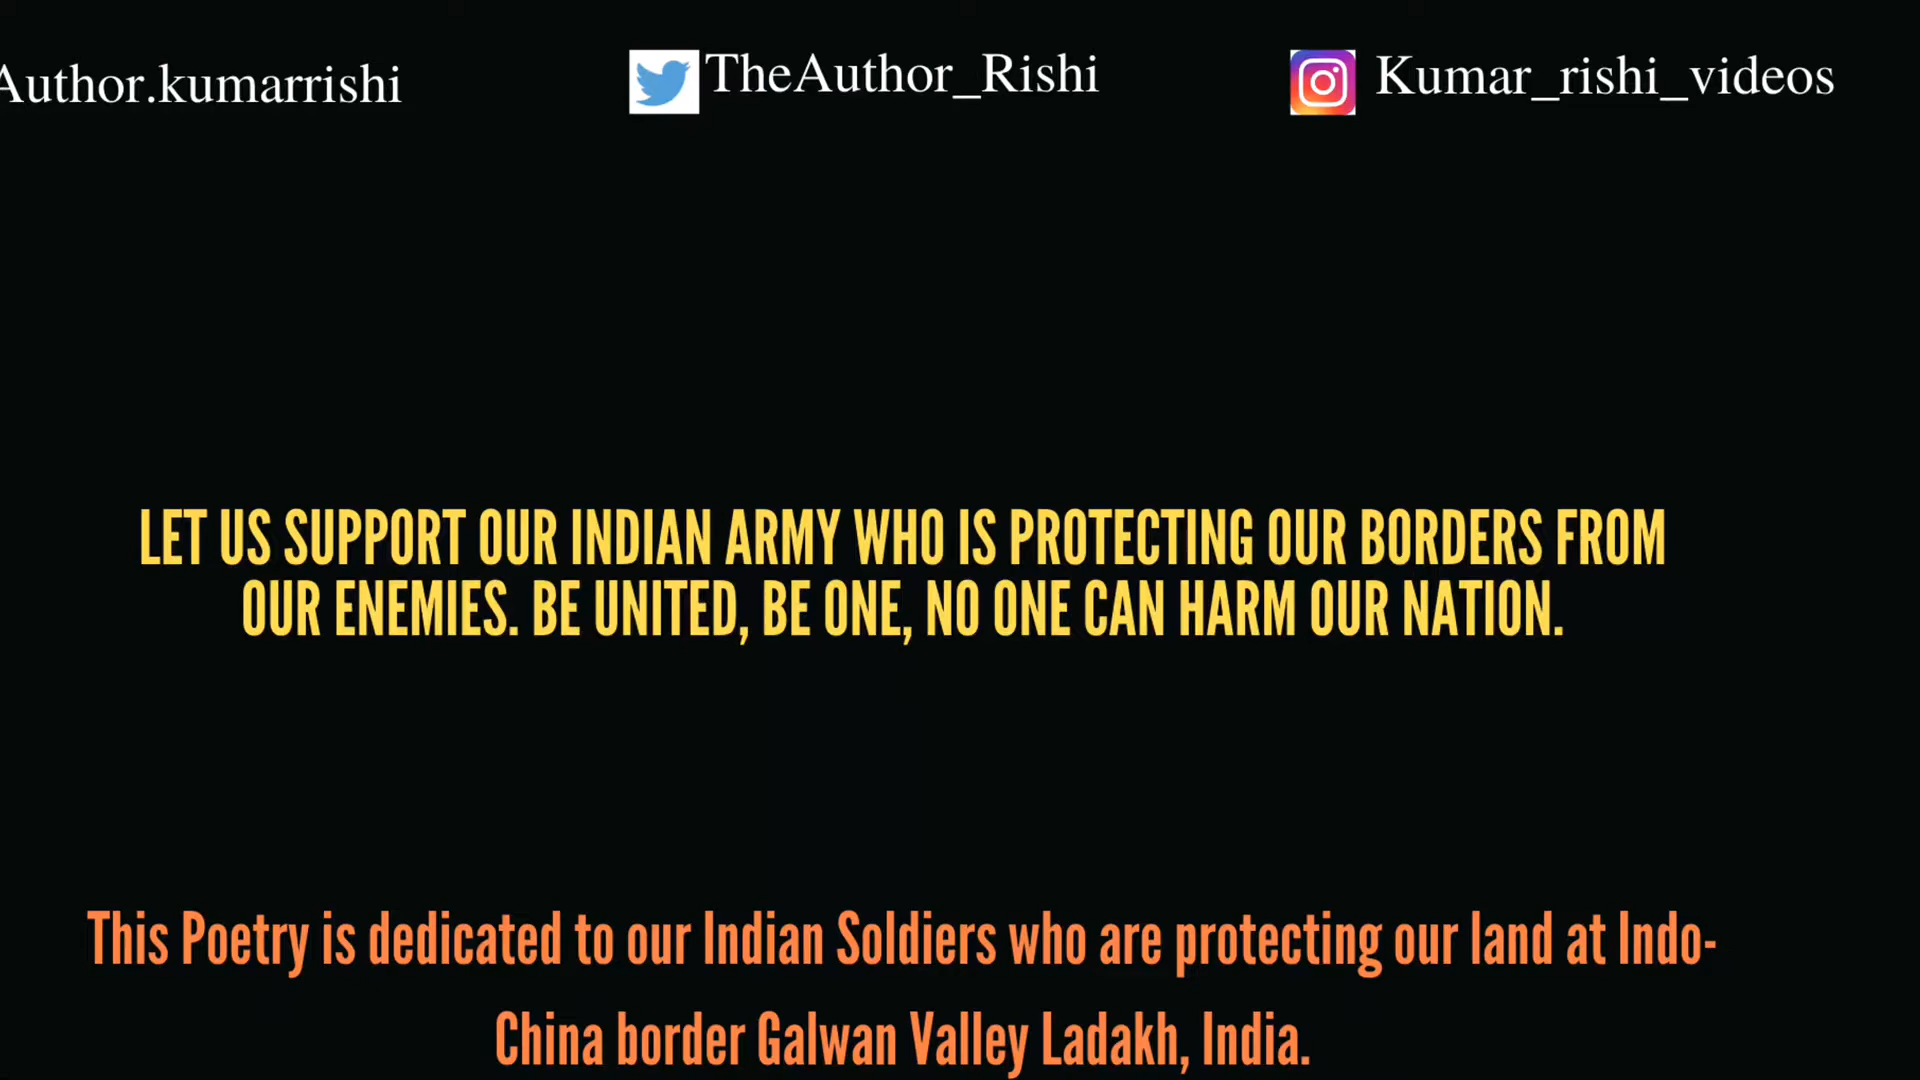 Author.kumarrishi TheAuthor_Rishi Kumar_rishi_videos
LET US SUPPORT OUR INDIAN ARMY WHO IS PROTECTING OUR BORDERS FROM
OUR ENEMIES. BE UNITED, BE ONE, NO ONE CAN HARM OUR NATION.
This Poetry is dedicated to our Indian Soldiers who are protecting our land at Indo-
China border Galwan Valley Ladakh, India.